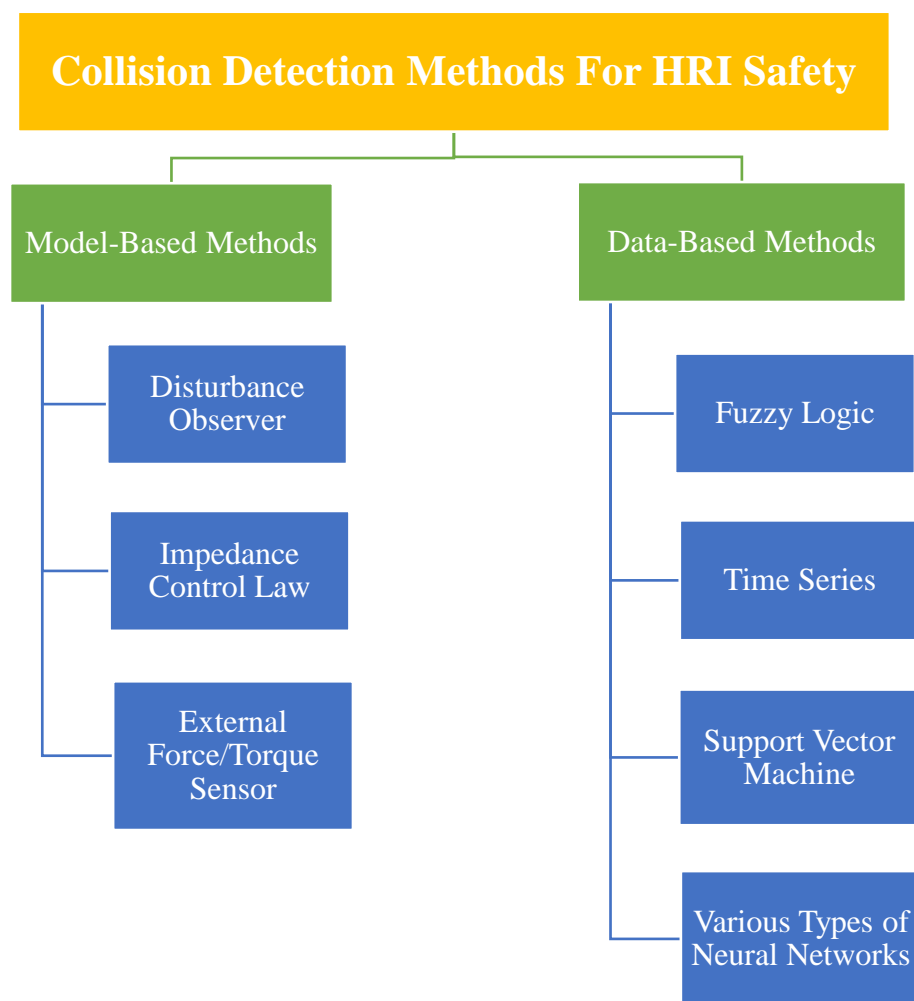 Collision Detection Methods For HRI Safety
Model-Based Methods
Disturbance
Observer
Impedance
Control Law
External
Force/Torque
Sensor
Data-Based Methods
Fuzzy Logic
Time Series
Support Vector
Machine
Various Types of
Neural Networks